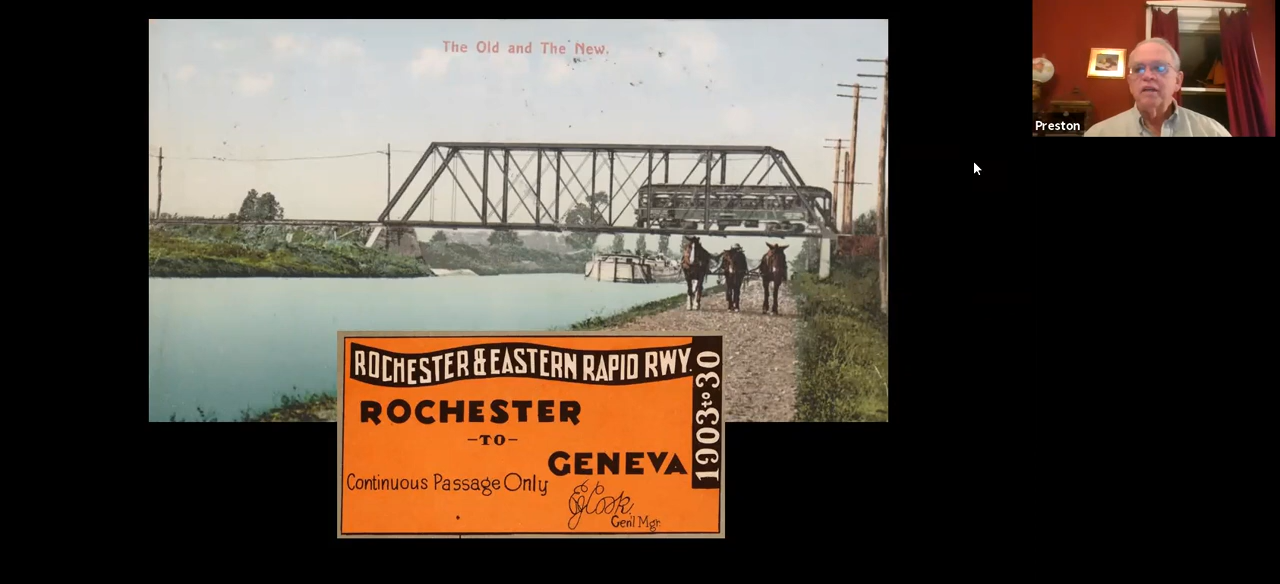 The Old and The New.
Preston
ROCHESTER & EASTERN RAPID RWY.
1903 to 30
ROCHESTER
-TO-
GENEVA
Continuous Passage Only
Gen'l Mgr.